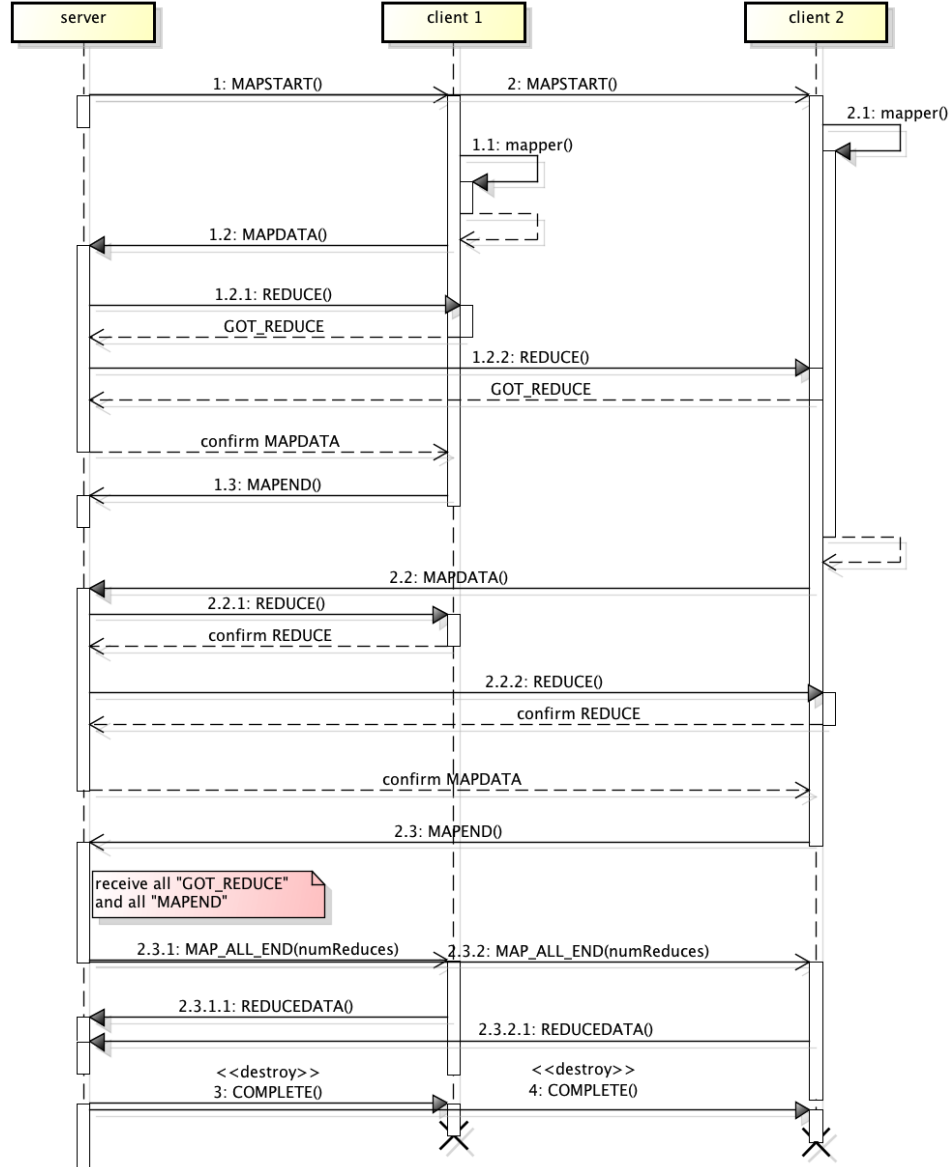 server
client 1
client 2
1: MAPSTART()
2: MAPSTART()
2.1: mapper()
1.1: mapper()
1.2: MAPDATA()
1.2.1: REDUCE()
GOT_REDUCE
1.2.2: REDUCE()
GOT_REDUCE
confirm MAPDATA
1.3: MAPEND()
2.2: MAPDATA()
2.2.1: REDUCE()
confirm REDUCE
2.2.2: REDUCE()
confirm REDUCE
confirm MAPDATA
2.3: MAPEND()
receive all "GOT_REDUCE"
and all "MAPEND"
2.3.1: MAP_ALL_END(numReduces)
2.3.2: MAP_ALL_END(numReduces)
2.3.1.1: REDUCEDATA()
2.3.2.1: REDUCEDATA()
<<destroy>>
3: COMPLETE()
<<destroy>>
4: COMPLETE()